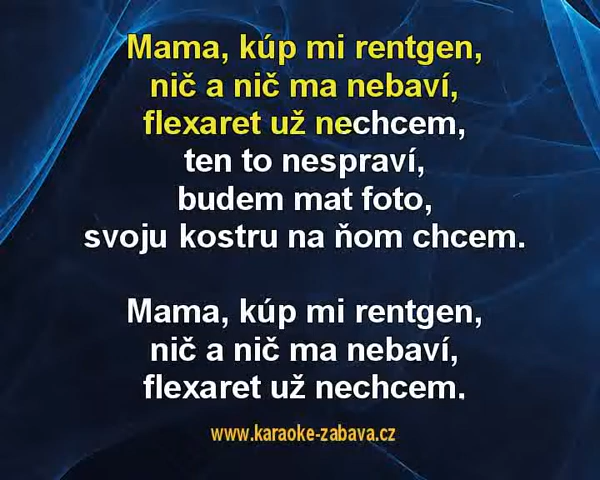 Mama, kúp mi rentgen,
nič a nič ma nebaví,
flexaret už nechcem,
ten to nespraví,
budem mat foto,
svoju kostru na ňom chcem.
Mama, kúp mi rentgen,
nič a nič ma nebaví,
flexaret už nechcem.
www.karaoke-zabava.cz